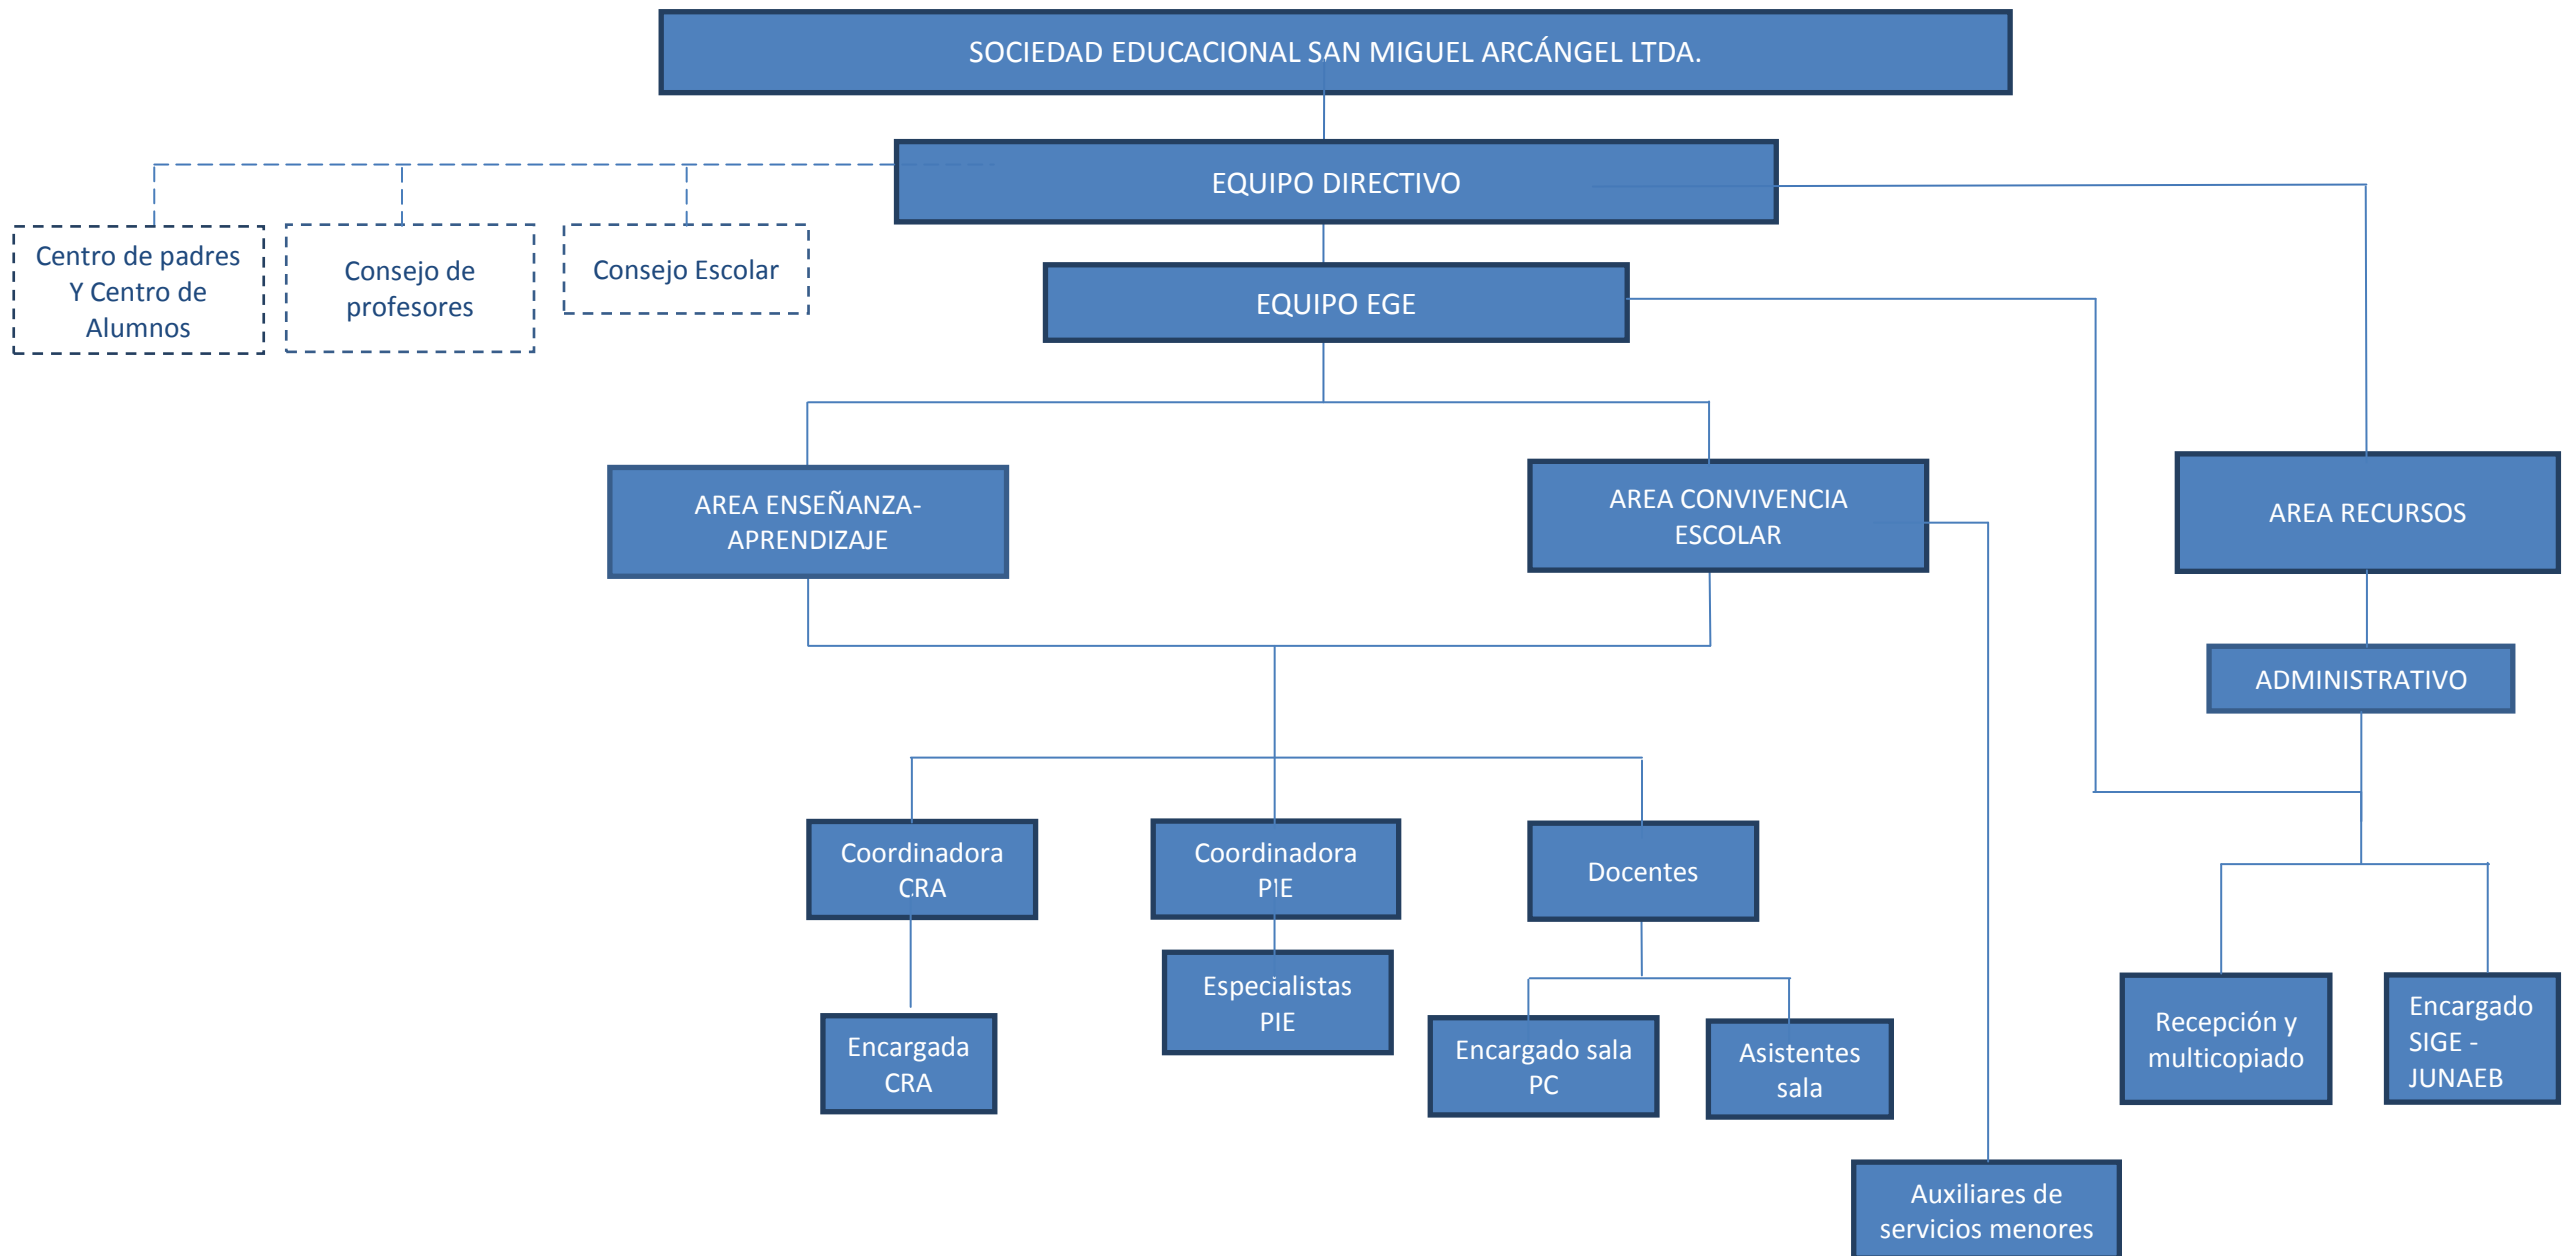 SOCIEDAD EDUCACIONAL SAN MIGUEL ARCÁNGEL LTDA.
EQUIPO DIRECTIVO
Centro de padres
Y Centro de
Alumnos
Consejo de
profesores
Consejo Escolar
EQUIPO EGE
AREA ENSEÑANZA-
APRENDIZAJE
AREA CONVIVENCIA
ESCOLAR
AREA RECURSOS
ADMINISTRATIVO
Coordinadora
CRA
Coordinadora
PIE
Docentes
Encargada
CRA
Especialistas
PIE
Encargado sala
PC
Asistentes
sala
Recepción y
multicopiado
Encargado
SIGE -
JUNAEB
Auxiliares de
servicios menores